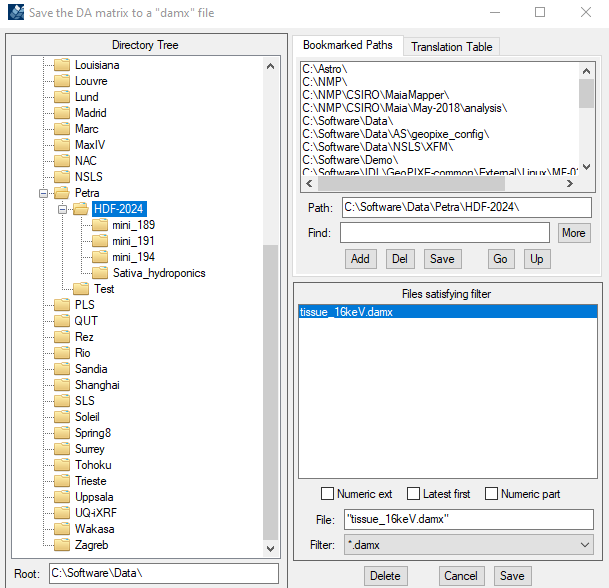 Save the DA matrix to a "damx" file
Directory Tree
Louisiana
Louvre
Lund
Madrid
Marc
MaxIV
NAC
NSLS
Petra
HDF-2024
mini_189
mini_191
mini_194
Sativa_hydroponics
Test
PLS
QUT
Rez
Rio
Sandia
Shanghai
SLS
Soleil
Spring8
Surrey
Tohoku
Trieste
Uppsala
UQ-iXRF
Wakasa
Zagreb
Root: C:\Software\Data\
Bookmarked Paths
Translation Table
C:\Astro\
C:\NMP\
C:\NMP\CSIRO\MaiaMapper\
C:\NMP\CSIRO\Maia\May-2018\analysis\
C:\Software\Data\
C:\Software\Data\AS\geopixe_config\
C:\Software\Data\NSLS\XFM\
C:\Software\Demo\
C:\Software\IDL\GeoPIXE-common\External\Linux\MF-0
Path: C:\Software\Data\Petra\HDF-2024\
Find: More
Add Del Save Go Up
Files satisfying filter
tissue_16keV.damx
Numeric ext Latest first Numeric part
File: "tissue_16keV.damx"
Filter: *.damx
Delete Cancel Save